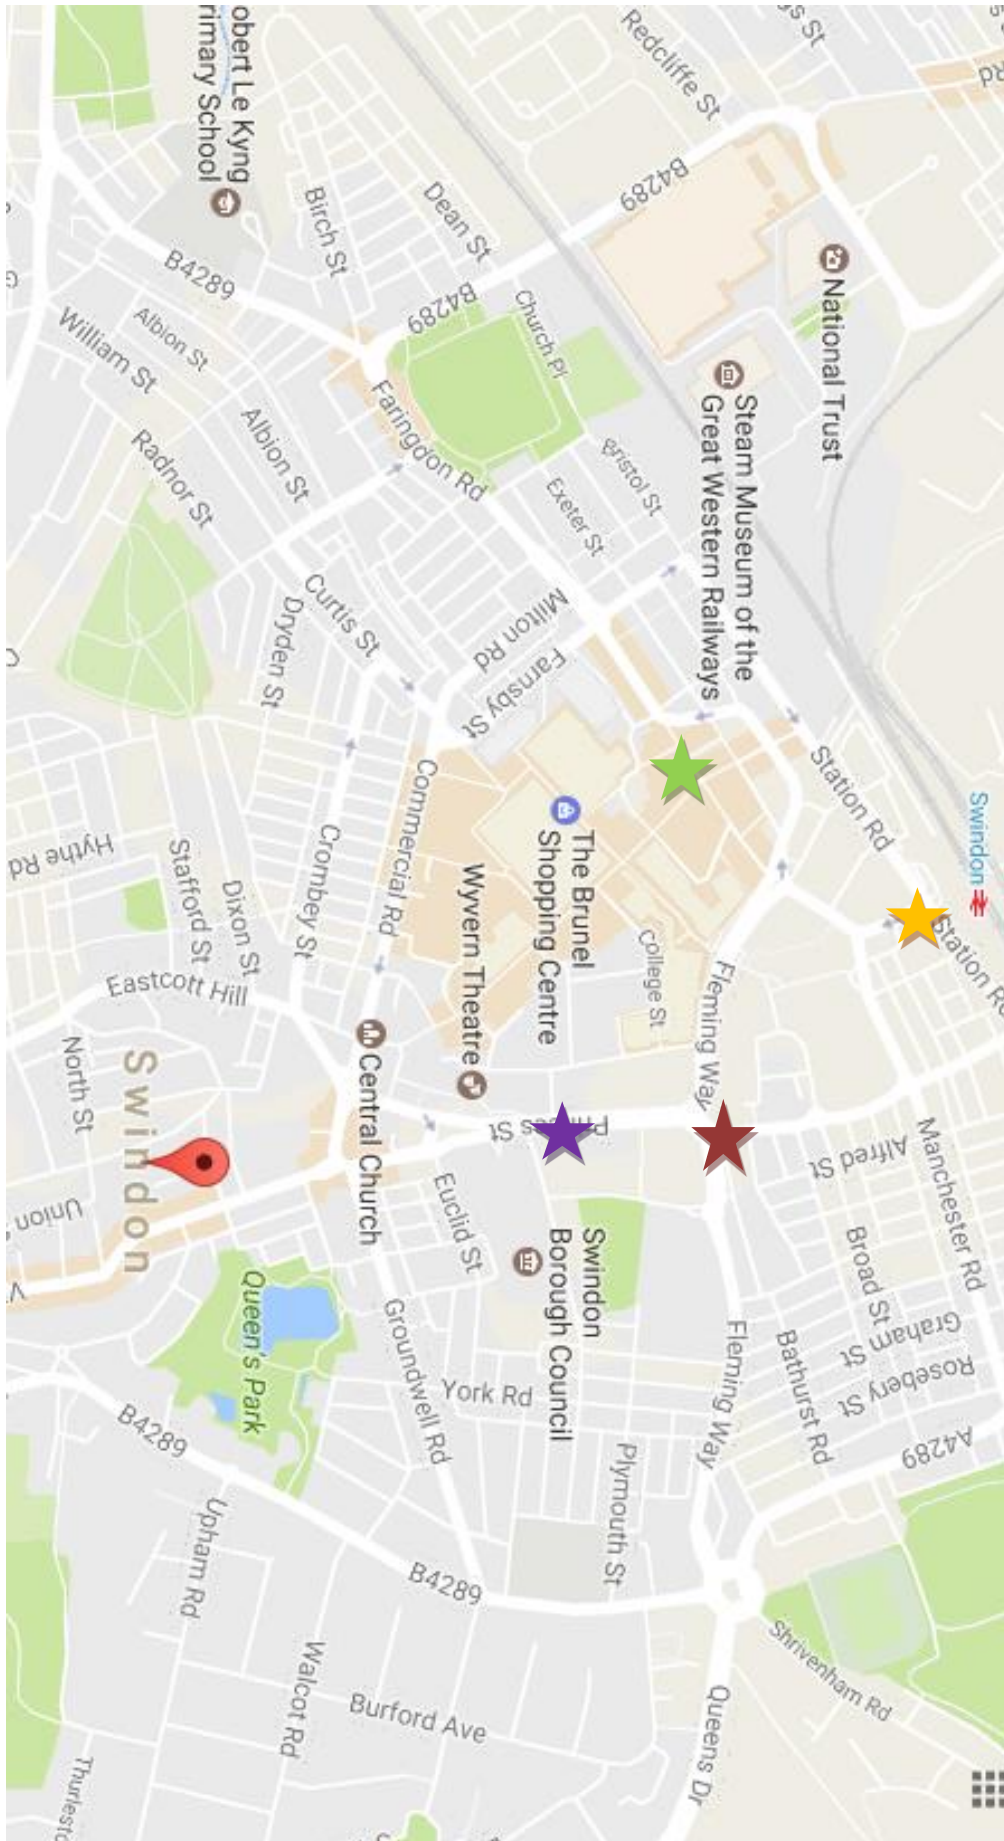 Rd
Swindon
Station Rd
gs St
Redcliffe St
National Trust
Station Rd
Manchester Rd
Graham St
Rosebery St
A4289
Shrivenham Rd
Alfred St
Broad St
Bathurst Rd
Steam Museum of the
Great Western Railways
Fleming Way
Fleming Way
Queens Dr
B4289
Bristol St
College St
Plymouth St
Church Pl
Exeter St
The Brunel
Shopping Centre
Swindon
Borough Council
Dean St
Milton Rd
Farnsby St
Wyvern Theatre
St
York Rd
B4289
Faringdon Rd
Euclid St
B4289
Commercial Rd
Central Church
Groundwell Rd
Burford Ave
Birch St
Curtis St
Crombey St
obert Le Kyng
rimary School
Albion St
Dryden St
Dixon St
Queen's Park
Walcot Rd
B4289
Albion St
Radnor St
Stafford St
Eastcott Hill
Upham Rd
William St
Swindon
B4289
Hythe Rd
North St
Union
Thurlesto